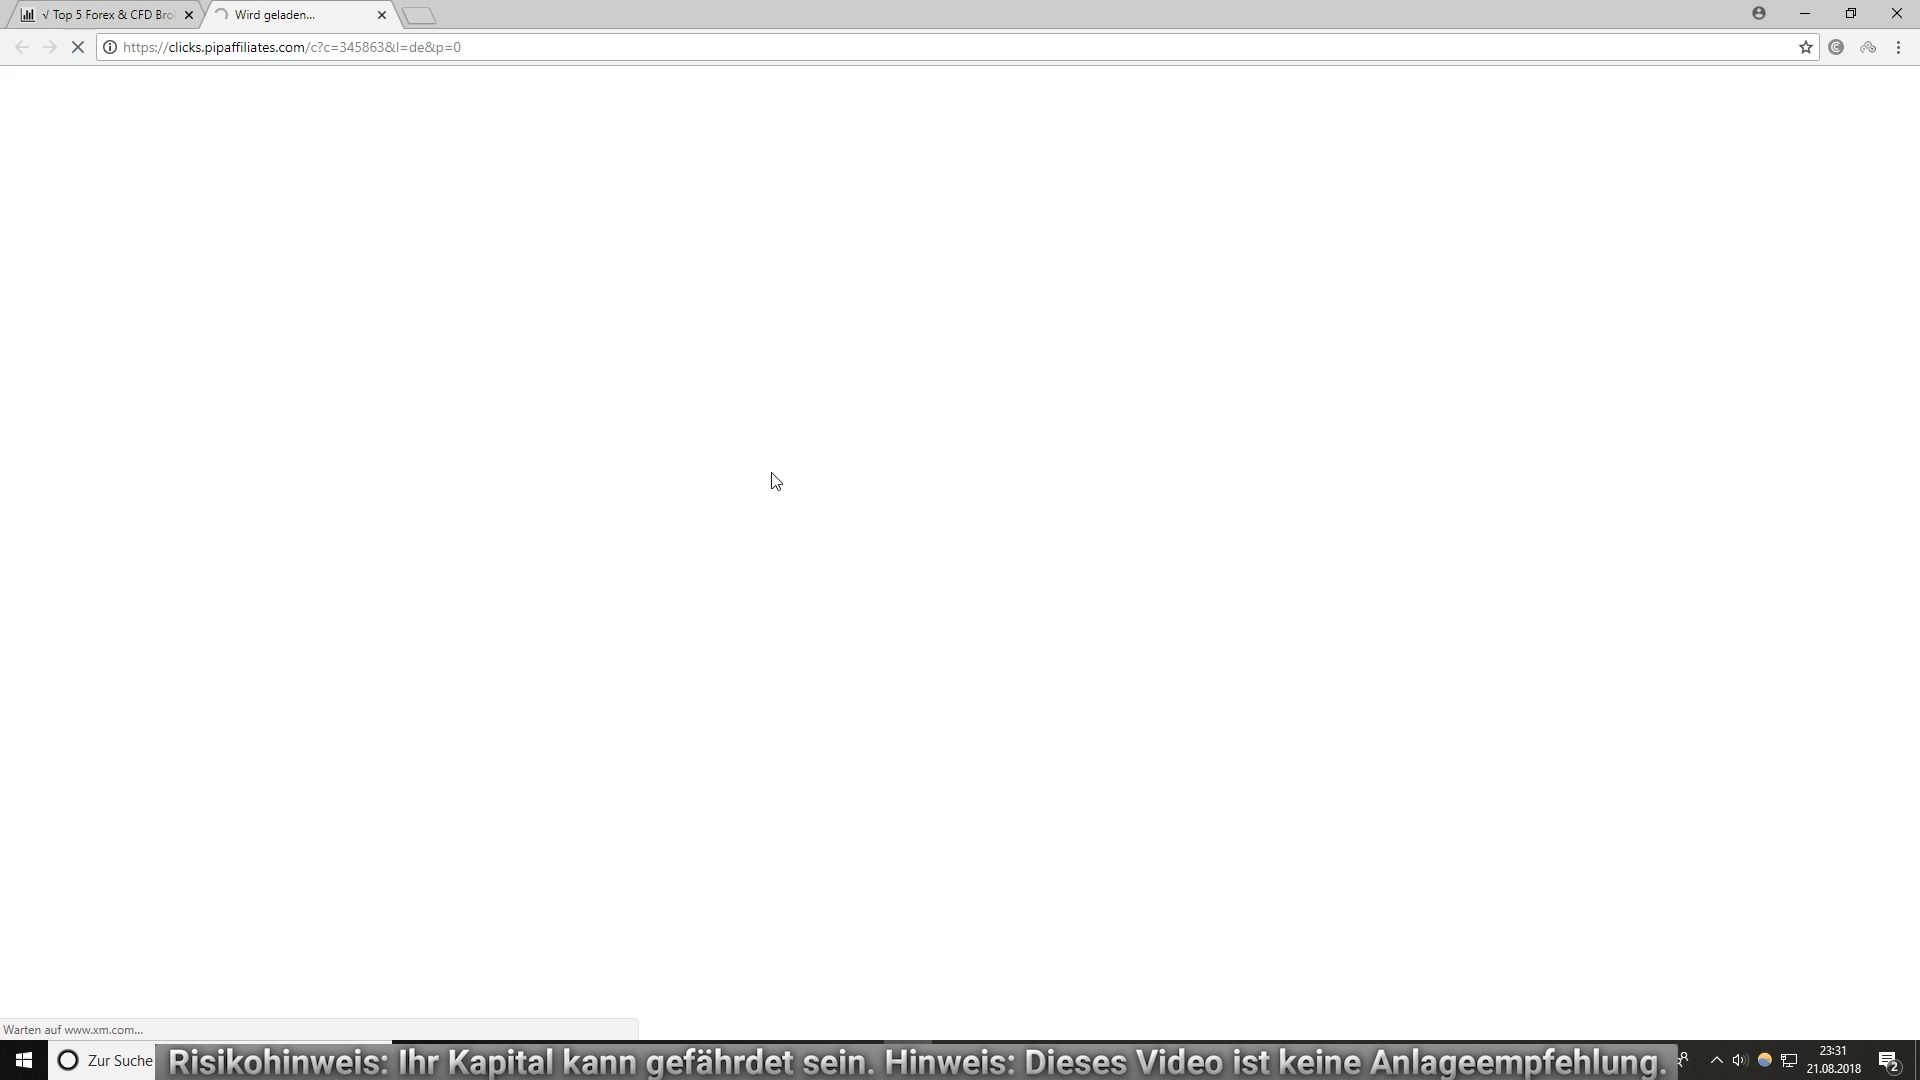 √ Top 5 Forex & CFD Bro
Wird geladen...
https://clicks.pipaffiliates.com/c?c=345863&l=de&p=0
Warten auf www.xm.com...
Zur Suche
Risikohinweis: Ihr Kapital kann gefährdet sein. Hinweis: Dieses Video ist keine Anlageempfehlung.
23:31
21.08.2018
2